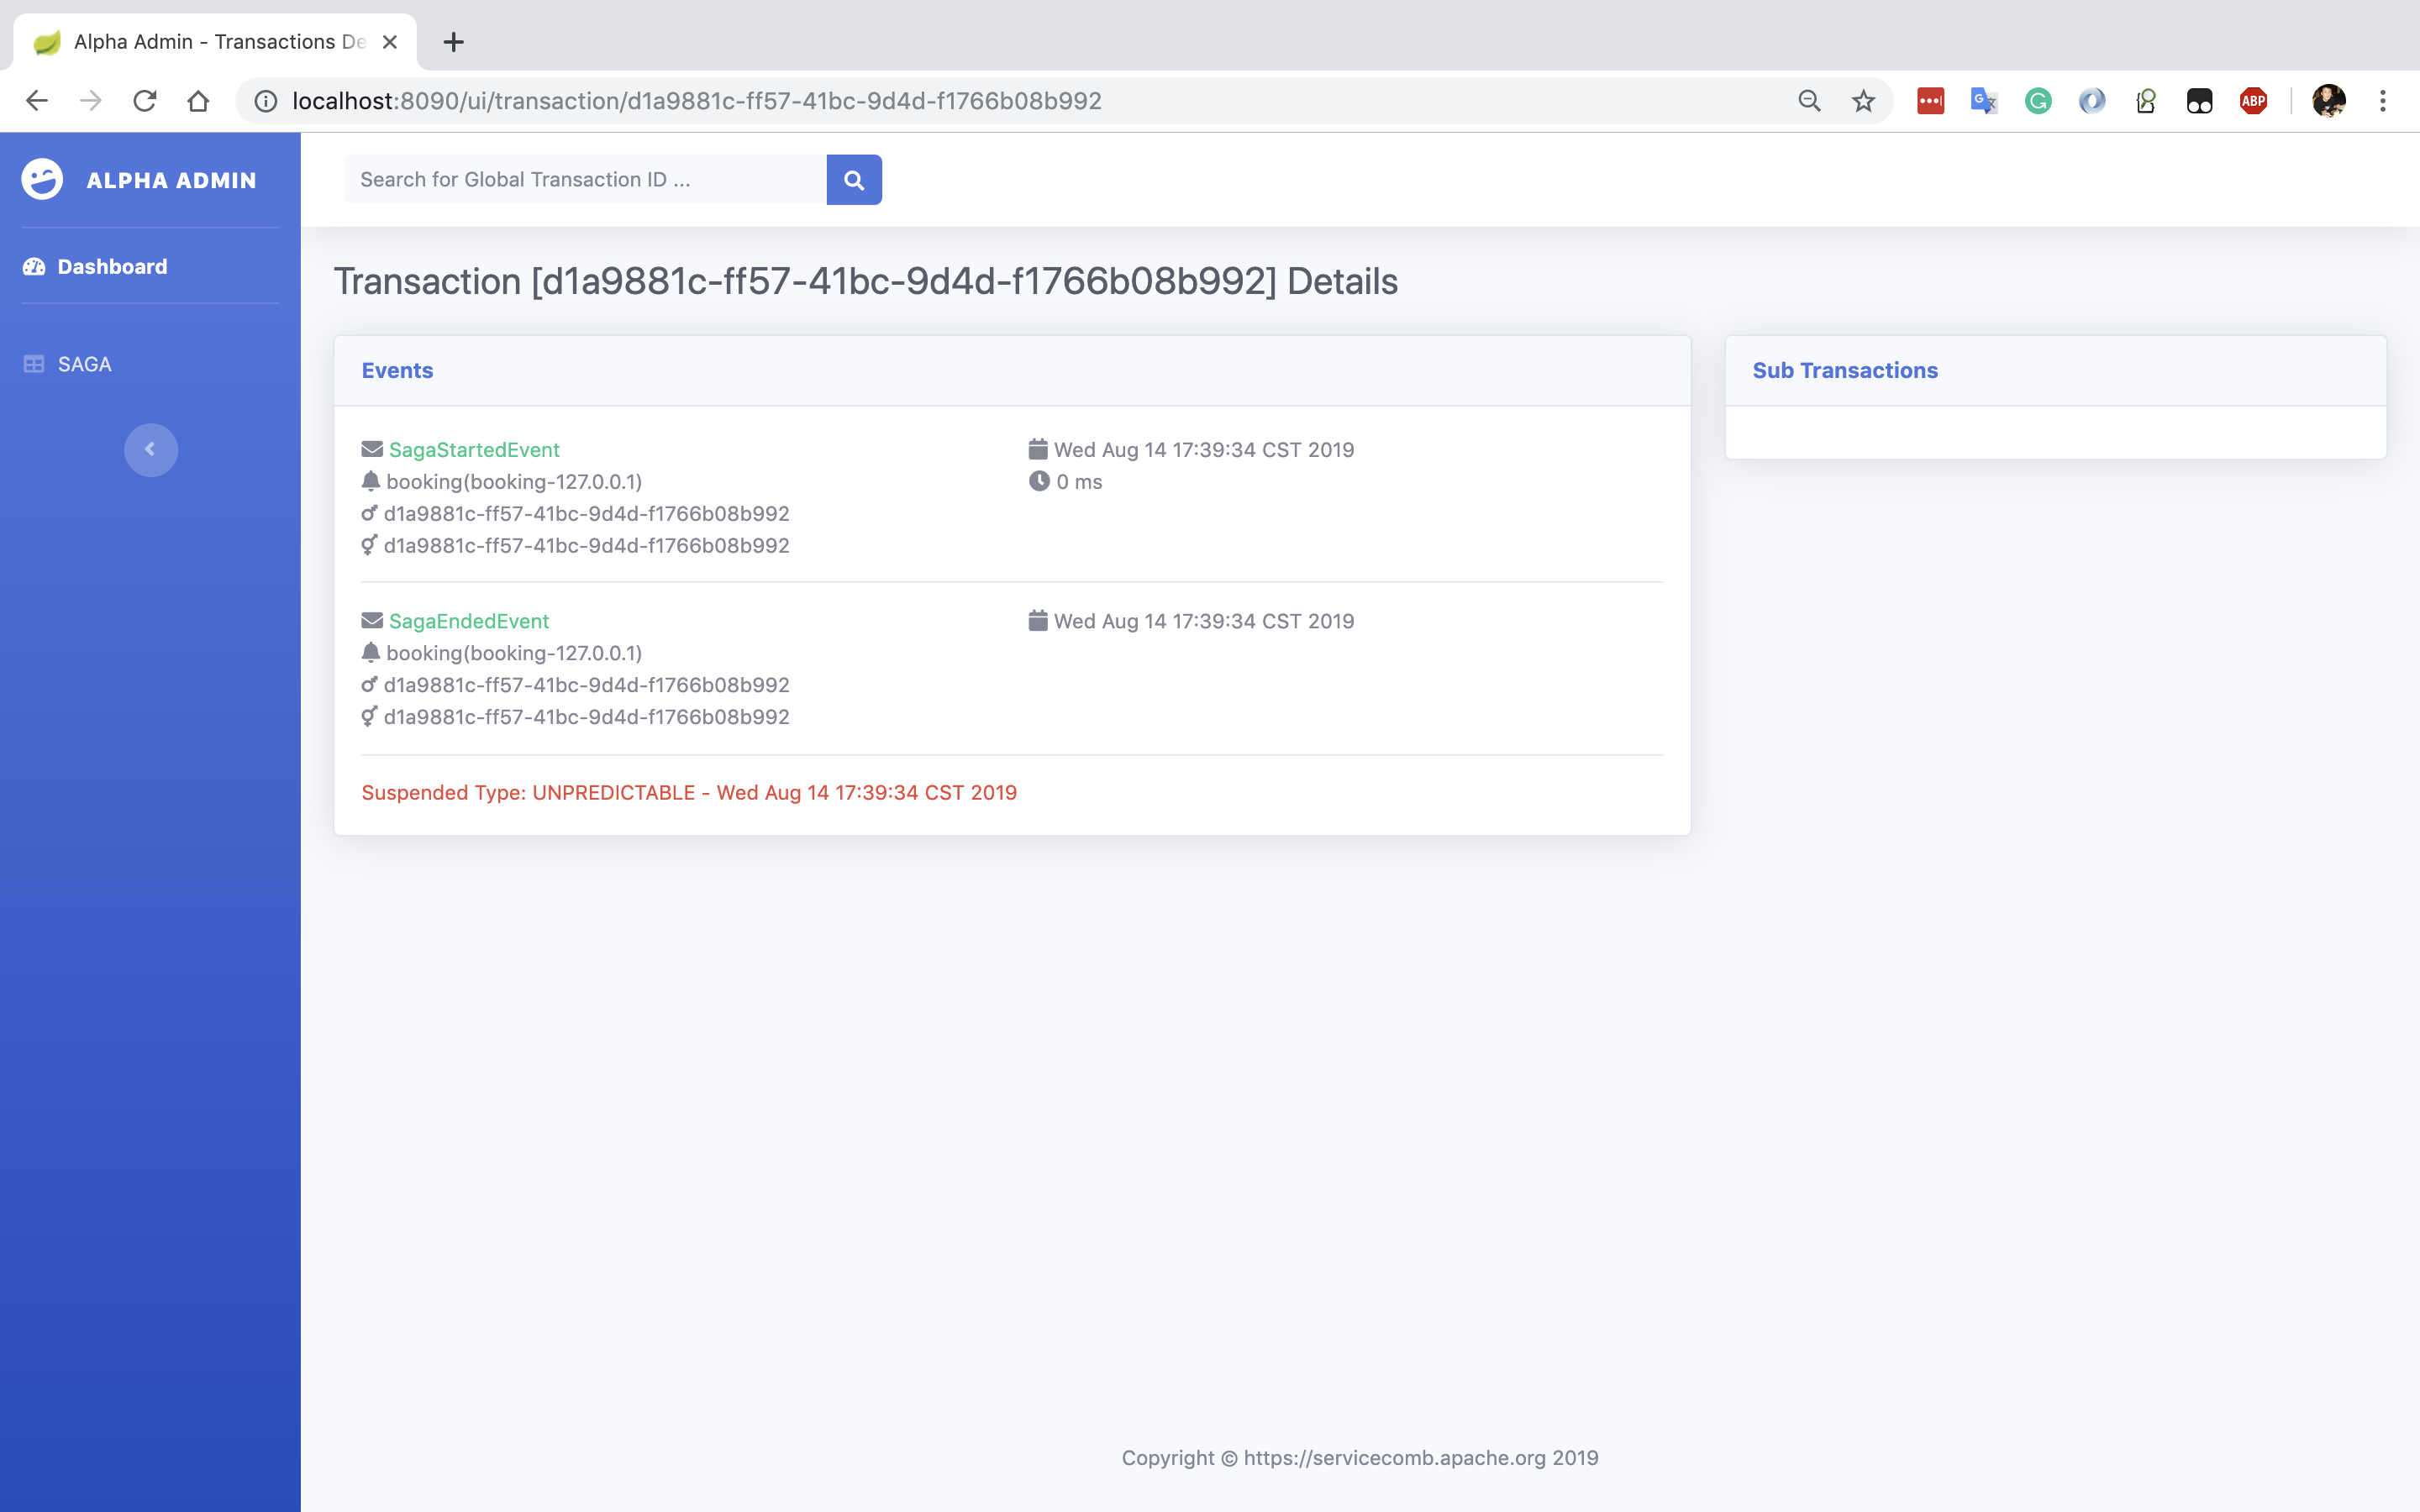 Alpha Admin - Transactions De
localhost:8090/ui/transaction/d1a9881c-ff57-41bc-9d4d-f1766b08b992
ABP
ALPHA ADMIN
Search for Global Transaction ID ...
Dashboard
SAGA
Transaction [d1a9881c-ff57-41bc-9d4d-f1766b08b992] Details
Events
SagaStartedEvent
Wed Aug 14 17:39:34 CST 2019
booking(booking-127.0.0.1)
0 ms
d1a9881c-ff57-41bc-9d4d-f1766b08b992
d1a9881c-ff57-41bc-9d4d-f1766b08b992
SagaEndedEvent
Wed Aug 14 17:39:34 CST 2019
booking(booking-127.0.0.1)
d1a9881c-ff57-41bc-9d4d-f1766b08b992
d1a9881c-ff57-41bc-9d4d-f1766b08b992
Suspended Type: UNPREDICTABLE - Wed Aug 14 17:39:34 CST 2019
Sub Transactions
Copyright © https://servicecomb.apache.org 2019